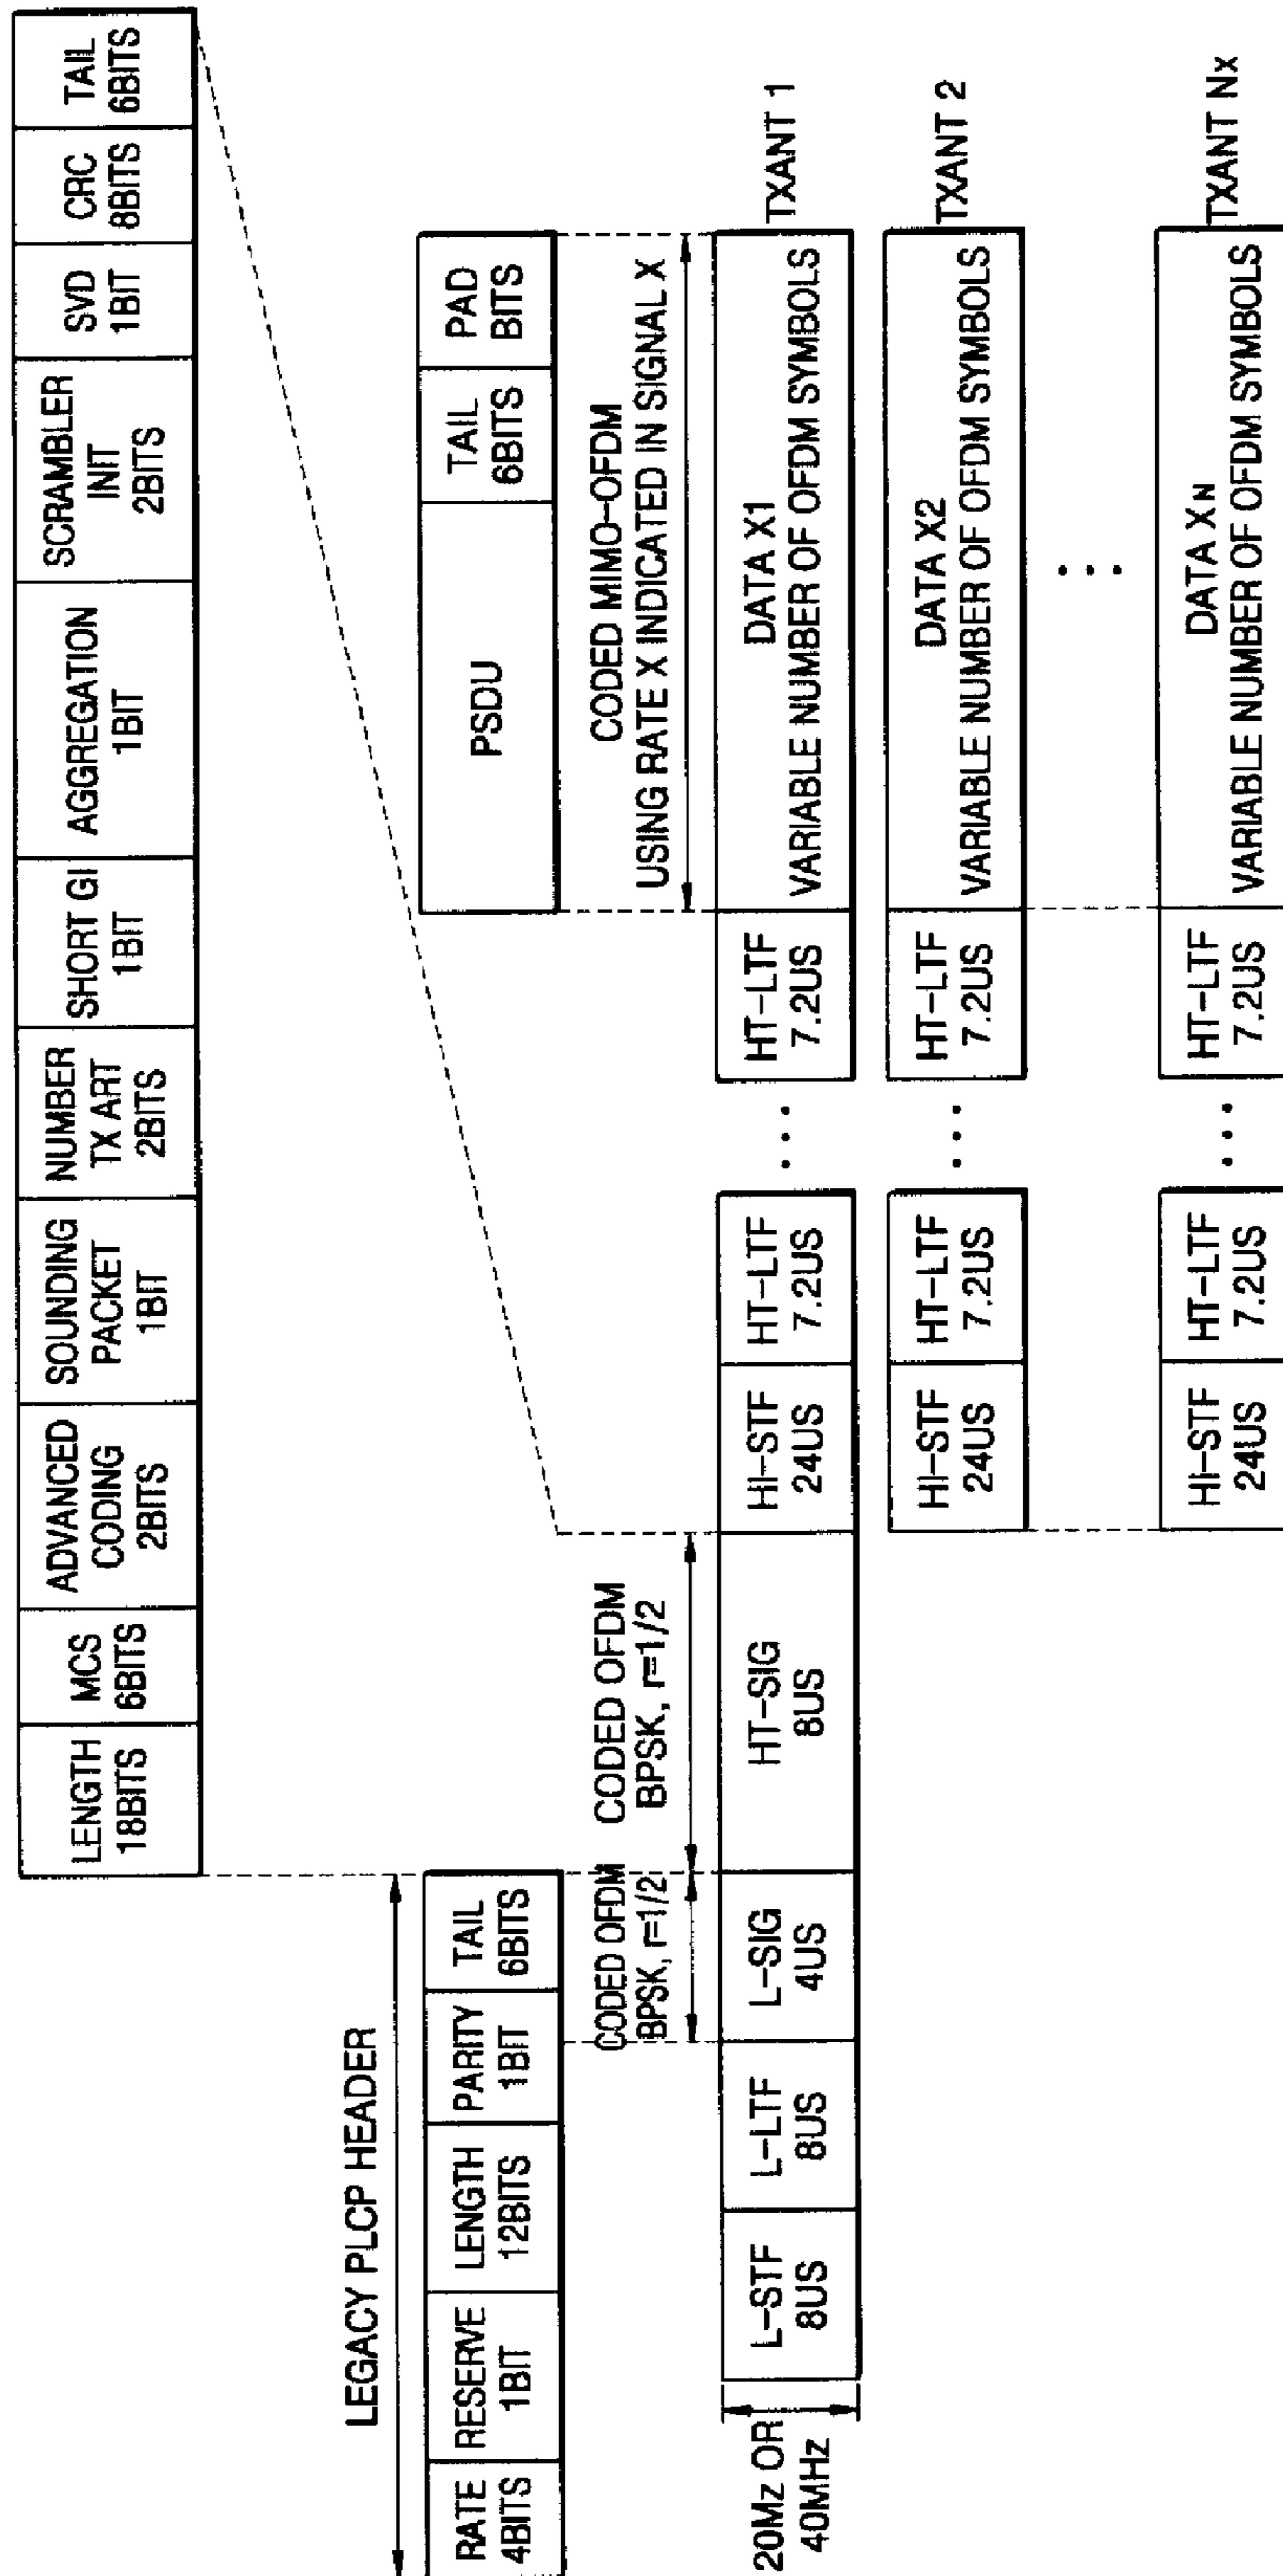 LENGTH
18BITS
MCS
6BITS
ADVANCED
CODING
2BITS
SOUNDING
PACKET
1BIT
NUMBER
TX ART
2BITS
SHORT GI
1BIT
AGGREGATION
1BIT
SCRAMBLER
INIT
2BITS
SVD
1BIT
CRC
8BITS
TAIL
6BITS
LEGACY PLCP HEADER
RATE
4BITS
RESERVE
1BIT
LENGTH
12BITS
PARITY
1BIT
TAIL
6BITS
PSDU
TAIL
6BITS
PAD
BITS
CODED OFDM
BPSK, r=1/2
CODED OFDM
BPSK, r=1/2
CODED MIMO-OFDM
USING RATE X INDICATED IN SIGNAL X
20Mz OR
40MHz
L-STF
8US
L-LTF
8US
L-SIG
4US
HT-SIG
8US
HI-STF
24US
HT-LTF
7.2US
...
HT-LTF
7.2US
DATA X1
VARIABLE NUMBER OF OFDM SYMBOLS
TXANT 1
HI-STF
24US
HT-LTF
7.2US
...
HT-LTF
7.2US
DATA X2
VARIABLE NUMBER OF OFDM SYMBOLS
TXANT 2
...
HI-STF
24US
HT-LTF
7.2US
...
HT-LTF
7.2US
DATA XN
VARIABLE NUMBER OF OFDM SYMBOLS
TXANT Nx